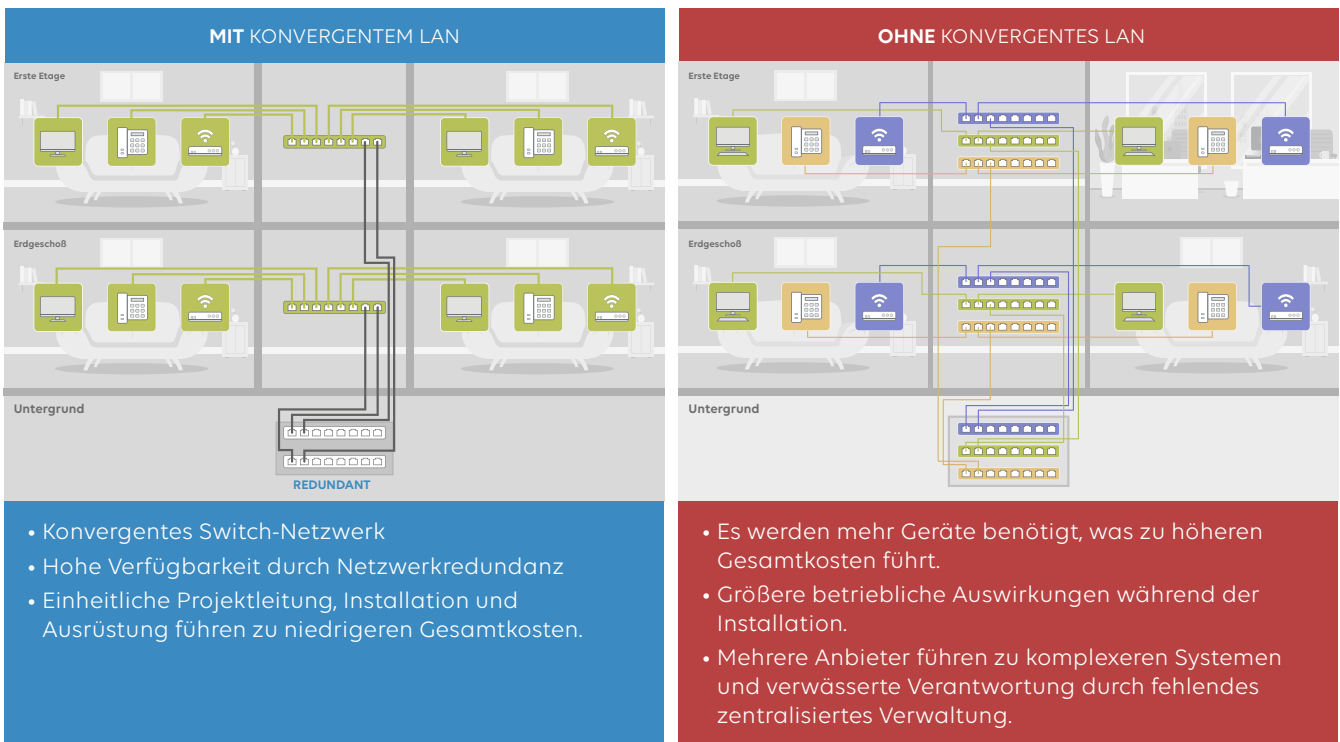 MIT KONVERGENTEM LAN
Erste Etage
Erdgeschoß
Untergrund
REDUNDANT
• Konvergentes Switch-Netzwerk
• Hohe Verfügbarkeit durch Netzwerkredundanz
• Einheitliche Projektleitung, Installation und
Ausrüstung führen zu niedrigeren Gesamtkosten.
OHNE KONVERGENTES LAN
Erste Etage
Erdgeschoß
Untergrund
• Es werden mehr Geräte benötigt, was zu höheren
Gesamtkosten führt.
• Größere betriebliche Auswirkungen während der
Installation.
• Mehrere Anbieter führen zu komplexeren Systemen
und verwässerte Verantwortung durch fehlendes
zentralisiertes Verwaltung.